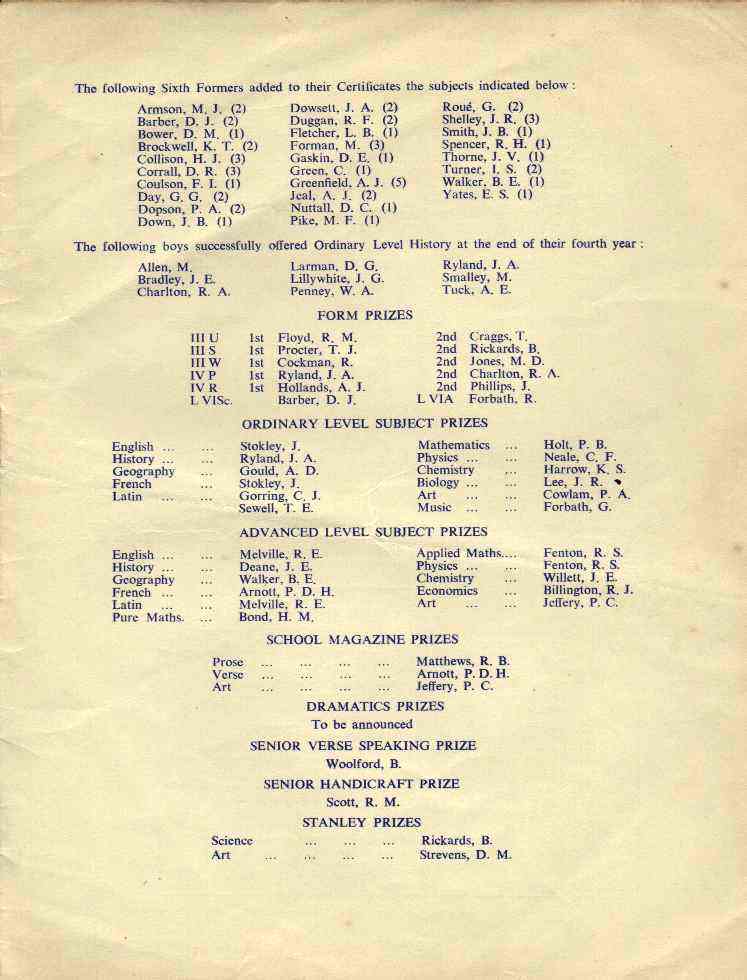 The following Sixth Formers added to their Certificates the subjects indicated below :
Armson, M. J. (2) Dowsett, J. A. (2) Roué, G. (2)
Barber, D. J. (2) Duggan, R. F. (2) Shelley, J. R. (3)
Bower, D. M. (1) Fletcher, L. B. (1) Smith, J. B. (1)
Brockwell, K. T. (2) Forman, M. (3) Spencer, R. H. (1)
Collison, H. J. (3) Gaskin, D. E. (1) Thorne, J. V. (1)
Corrall, D. R. (3) Green, C. (1) Turner, I. S. (2)
Coulson, F. I. (1) Greenfield, A. J. (5) Walker, B. E. (1)
Day, G. G. (2) Jeal, A. J. (2) Yates, E. S. (1)
Dopson, P. A. (2) Nuttall, D. C. (1)
Down, J. B. (1) Pike, M. F. (1)
The following boys successfully offered Ordinary Level History at the end of their fourth year :
Allen, M. Larman, D. G. Ryland, J. A.
Bradley, J. E. Lillywhite, J. G. Smalley, M.
Charlton, R. A. Penney, W. A. Tuck, A. E.
FORM PRIZES
III U 1st Floyd, R. M. 2nd Craggs, T.
III S 1st Procter, T. J. 2nd Rickards, B.
III W 1st Cockman, R. 2nd Jones, M. D.
IV P 1st Ryland, J. A. 2nd Charlton, R. A.
IV R 1st Hollands, A. J. 2nd Phillips, J.
L VISc. Barber, D. J. L VIA Forbath, R.
ORDINARY LEVEL SUBJECT PRIZES
English ... ... Stokley, J. Mathematics ... Holt, P. B.
History ... ... Ryland, J. A. Physics ... ... Neale, C. F.
Geography ... Gould, A. D. Chemistry ... Harrow, K. S.
French ... Stokley, J. Biology ... ... Lee, J. R.
Latin ... ... Gorring, C. J. Art ... ... Cowlam, P. A.
Sewell, T. E. Music ... ... Forbath, G.
ADVANCED LEVEL SUBJECT PRIZES
English ... ... Melville, R. E. Applied Maths.... Fenton, R. S.
History ... ... Deane, J. E. Physics ... ... Fenton, R. S.
Geography ... Walker, B. E. Chemistry ... Willett, J. E.
French ... ... Arnott, P. D. H. Economics ... Billington, R. J.
Latin ... ... Melville, R. E. Art ... ... Jeffery, P. C.
Pure Maths. ... Bond, H. M.
SCHOOL MAGAZINE PRIZES
Prose ... ... ... ... Matthews, R. B.
Verse ... ... ... ... Arnott, P. D. H.
Art ... ... ... ... Jeffery, P. C.
DRAMATICS PRIZES
To be announced
SENIOR VERSE SPEAKING PRIZE
Woolford, B.
SENIOR HANDICRAFT PRIZE
Scott, R. M.
STANLEY PRIZES
Science ... ... ... Rickards, B.
Art ... ... ... ... Strevens, D. M.